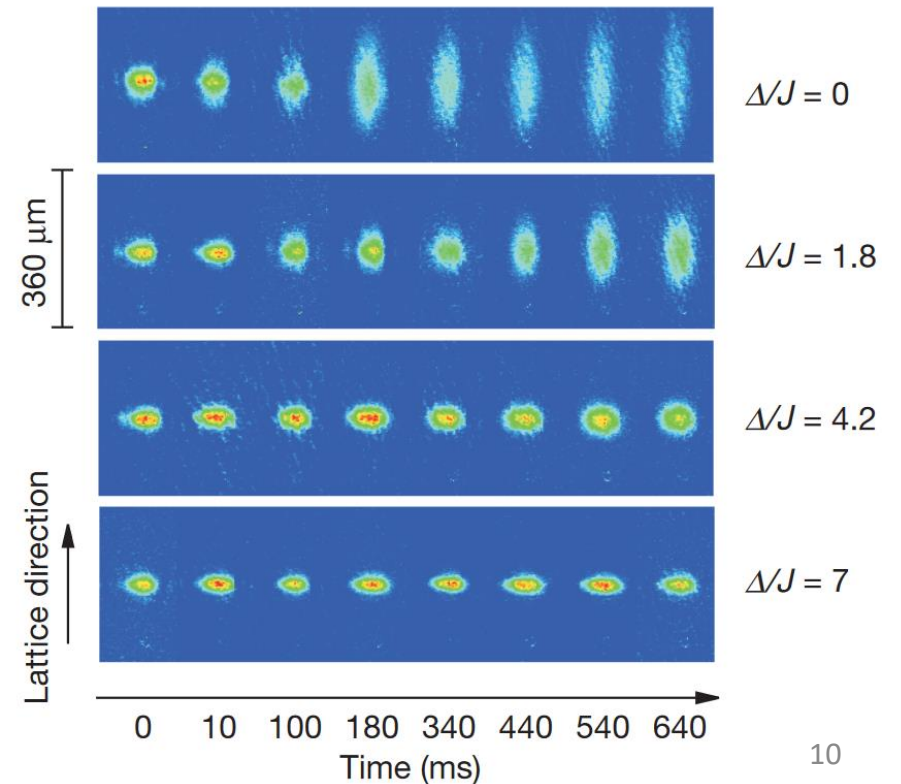 Δ/J = 0
360 μm
Δ/J = 1.8
Δ/J = 4.2
Lattice direction
Δ/J = 7
0 10 100 180 340 440 540 640
Time (ms)
10